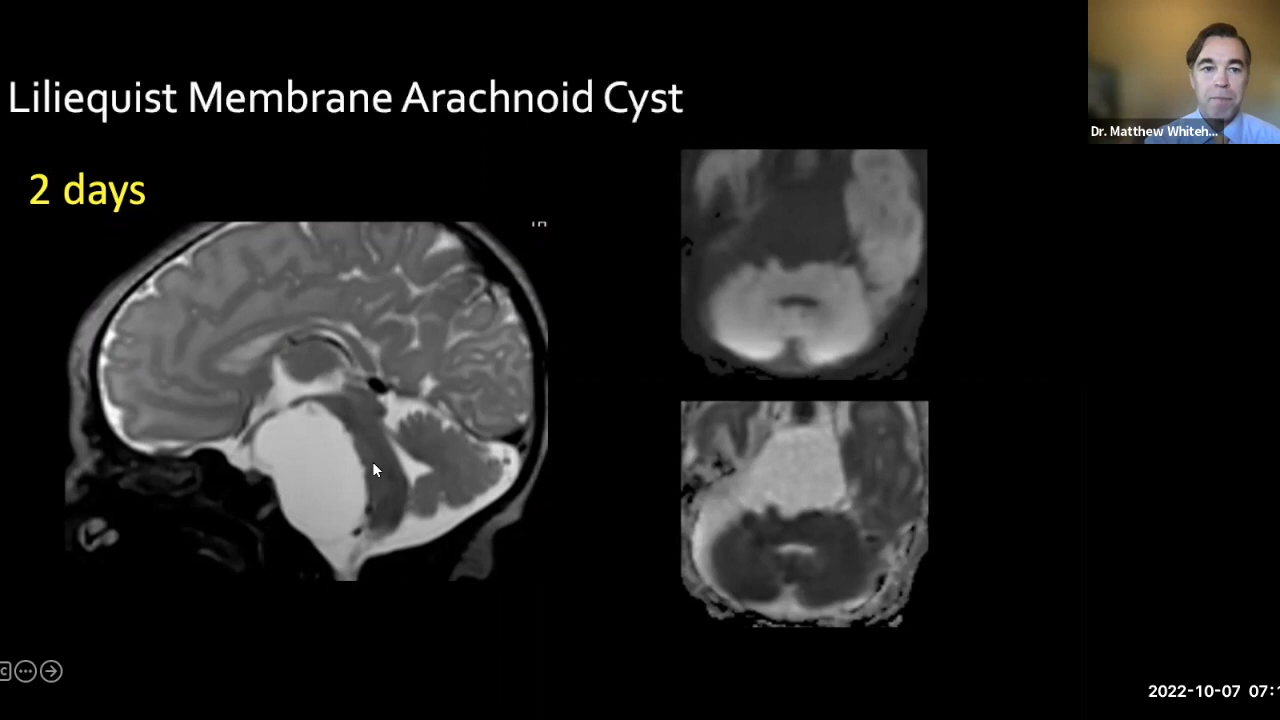 Liliequist Membrane Arachnoid Cyst
Dr. Matthew Whiteh...
2 days
2022-10-07 07: